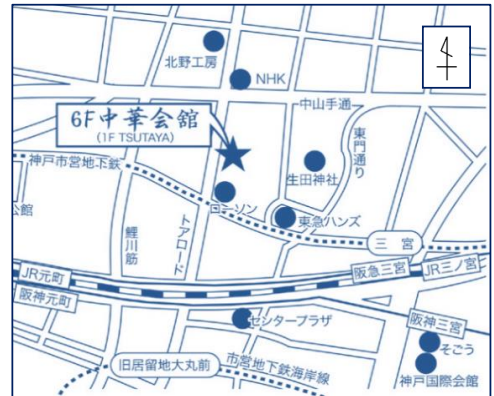 北野工房
NHK
中山手通
6F中華会館
(1F TSUTAYA)
東門通り
生田神社
神戸市営地下鉄
ローソン
東急ハンズ
公館
鯉川筋
トアロード
三宮
JR元町
阪急三宮
JR三ノ宮
阪神元町
阪神三宮
センタープラザ
そごう
旧居留地大丸前
市営地下鉄海岸線
神戸国際会館